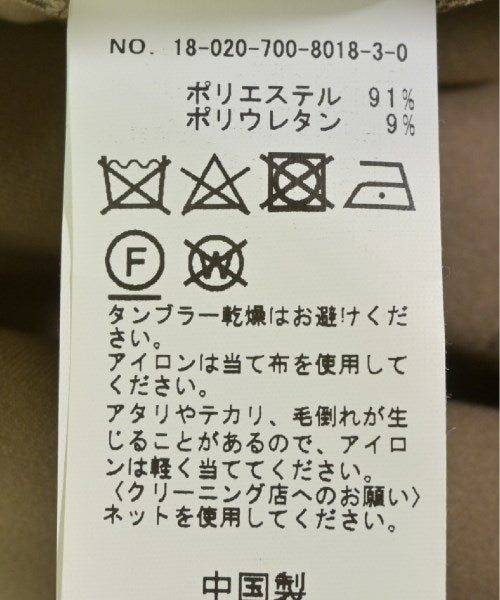 NO. 18-020-700-8018-3-0
ポリエステル 91%
ポリウレタン 9%
F W
タンブラー乾燥はお避けくだ
さい。
アイロンは当て布を使用して
ください。
アタリやテカリ、毛倒れが生
じることがあるので、アイロ
ンは軽く当ててください。
〈クリーニング店へのお願い〉
ネットを使用してください。
中国製